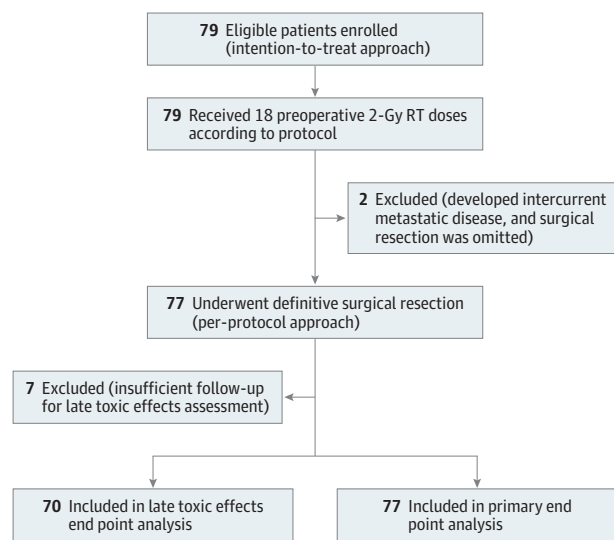 79 Eligible patients enrolled
(intention-to-treat approach)
79 Received 18 preoperative 2-Gy RT doses
according to protocol
2 Excluded (developed intercurrent
metastatic disease, and surgical
resection was omitted)
77 Underwent definitive surgical resection
(per-protocol approach)
7 Excluded (insufficient follow-up
for late toxic effects assessment)
70 Included in late toxic effects
end point analysis
77 Included in primary end
point analysis